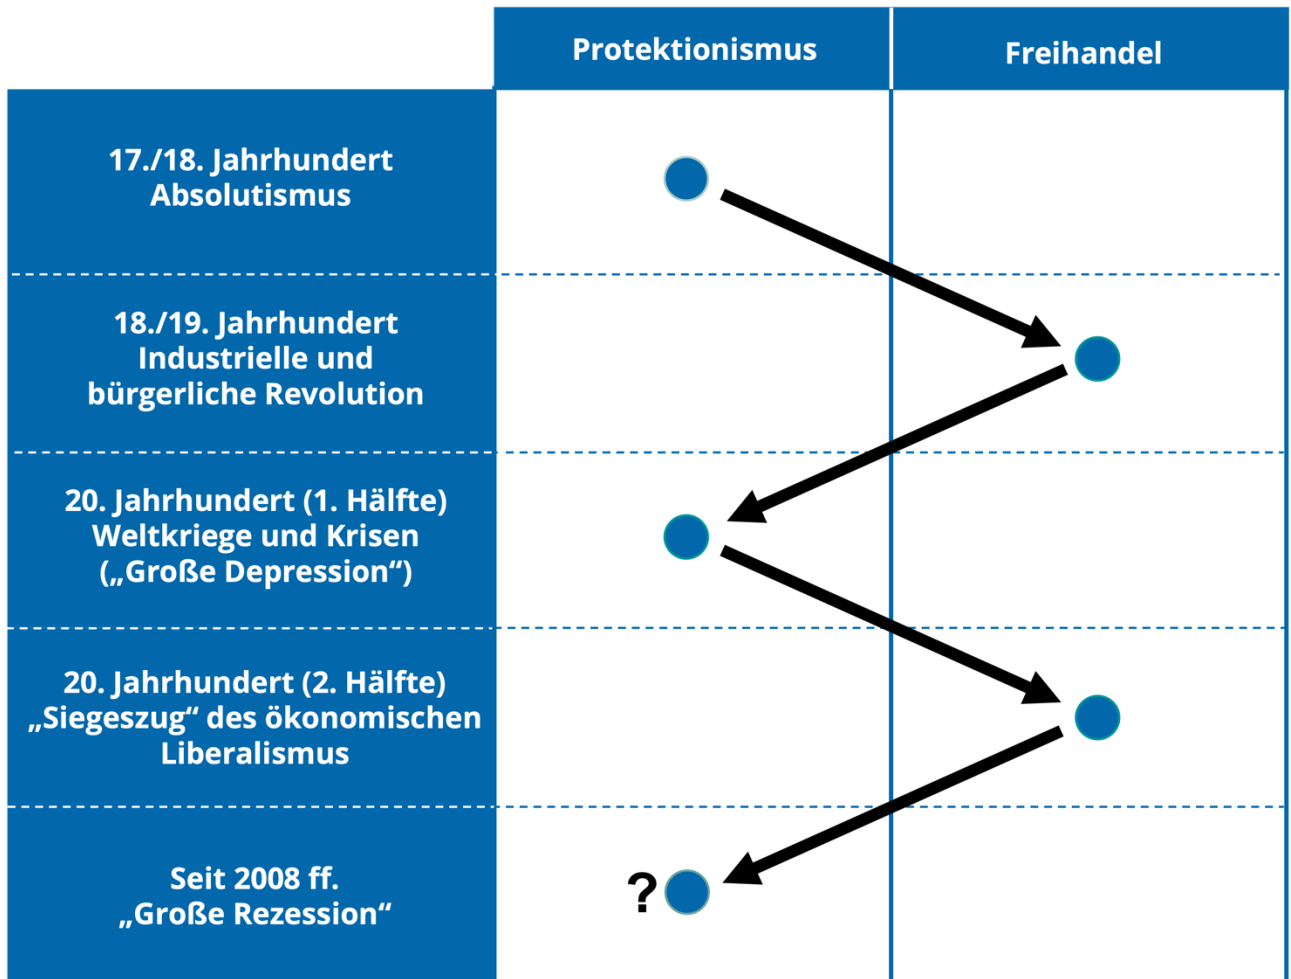 Protektionismus
Freihandel
17./18. Jahrhundert
Absolutismus
18./19. Jahrhundert
Industrielle und
bürgerliche Revolution
20. Jahrhundert (1. Hälfte)
Weltkriege und Krisen
(„Große Depression“)
20. Jahrhundert (2. Hälfte)
„Siegeszug“ des ökonomischen
Liberalismus
Seit 2008 ff.
„Große Rezession“
?